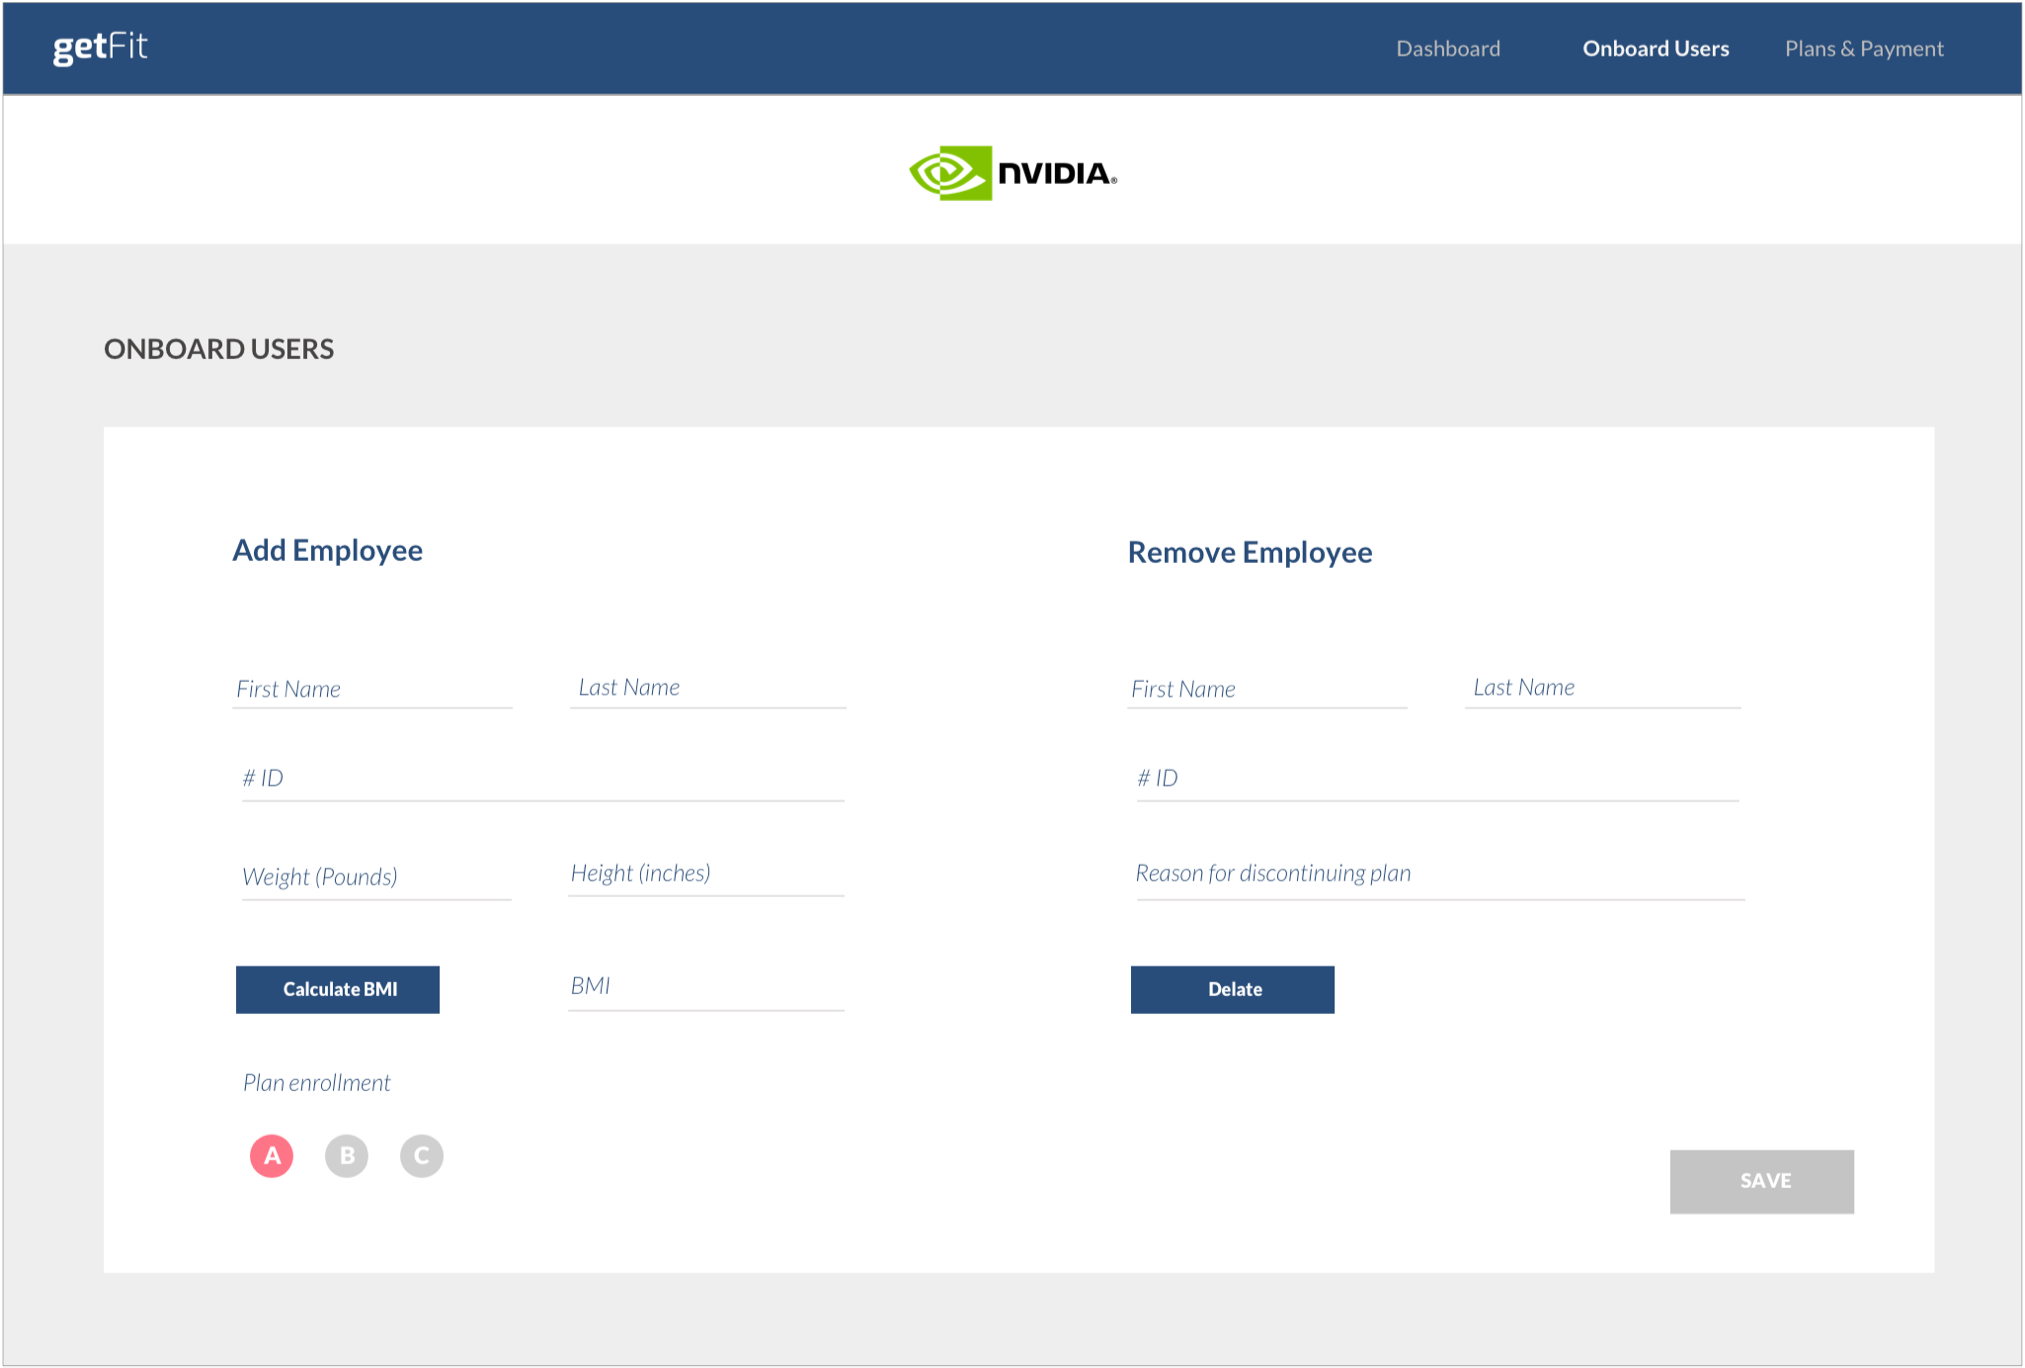 getFit
Dashboard Onboard Users Plans & Payment
NVIDIA®
ONBOARD USERS
Add Employee
First Name Last Name
# ID
Weight (Pounds) Height (inches)
Calculate BMI BMI
Plan enrollment
A B C
Remove Employee
First Name Last Name
# ID
Reason for discontinuing plan
Delate
SAVE